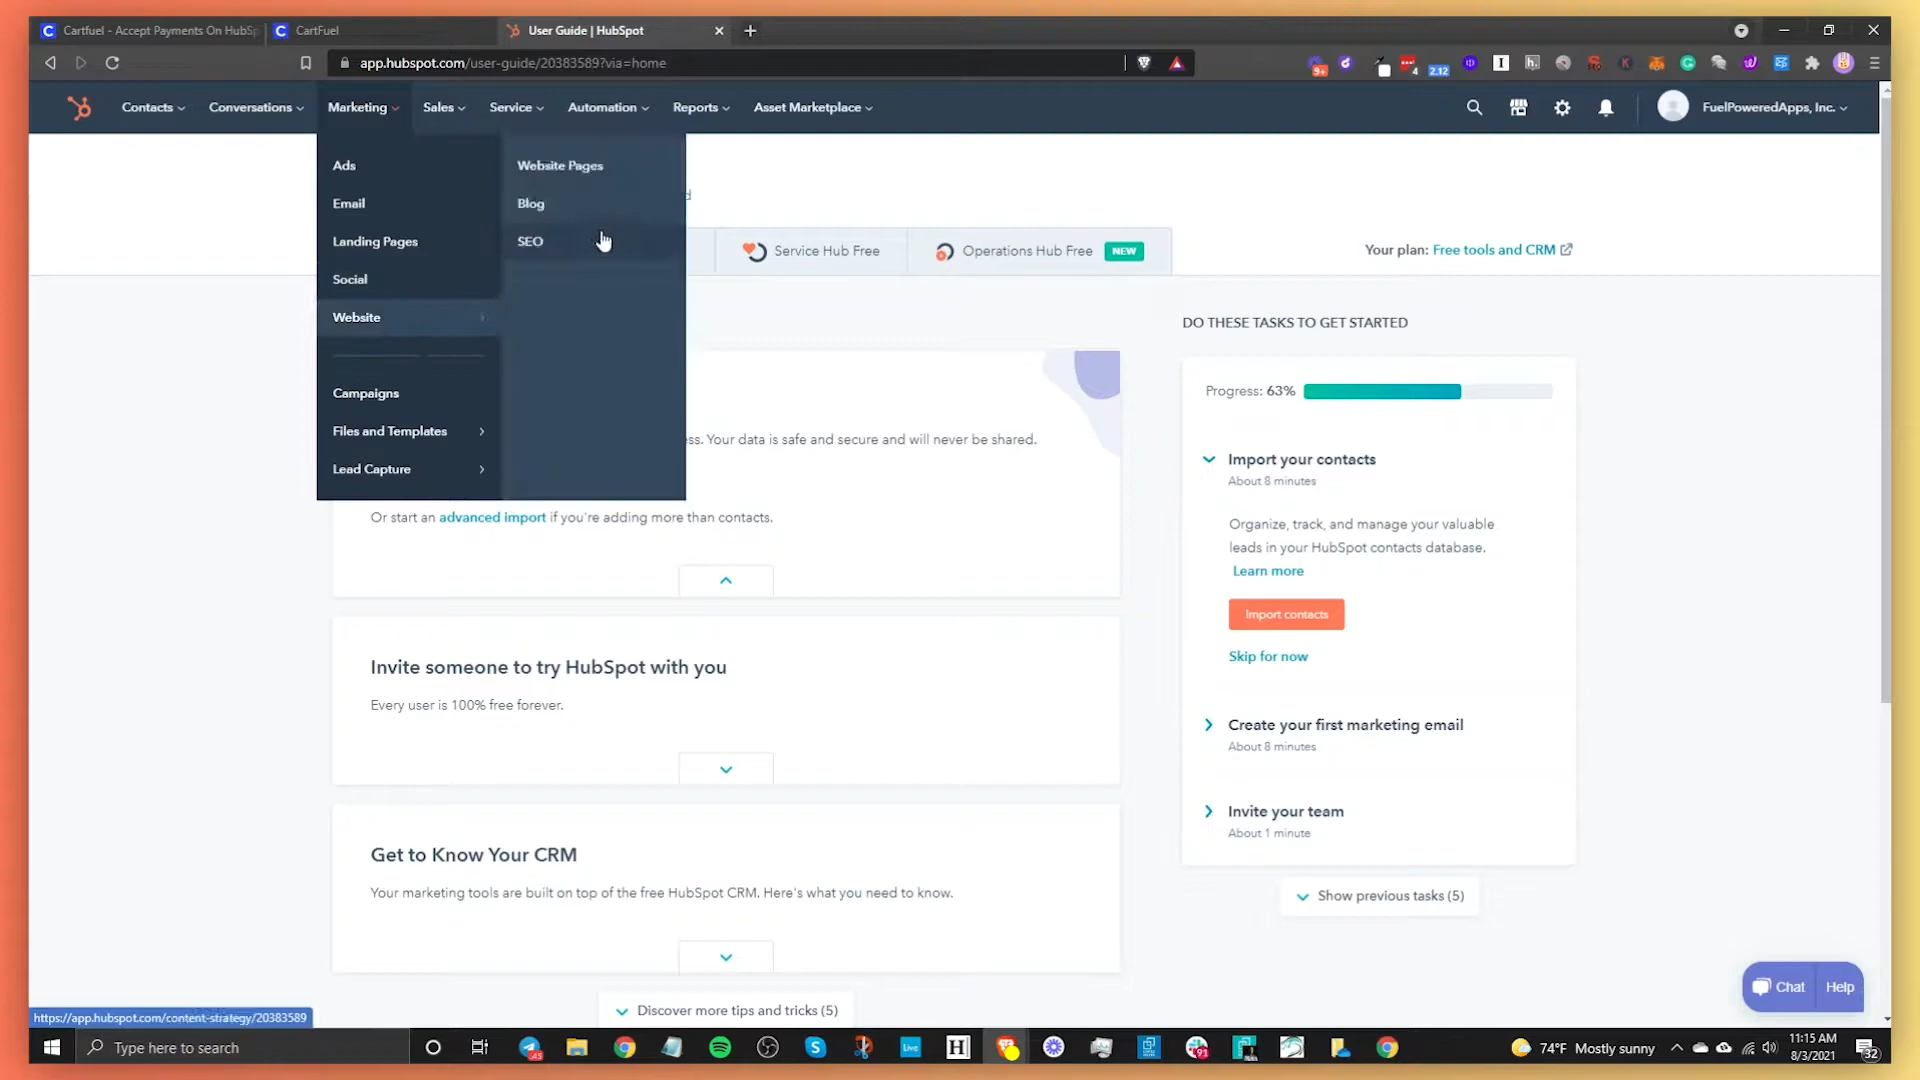 Cartfuel - Accept Payments On HubSp
CartFuel
User Guide | HubSpot
app.hubspot.com/user-guide/20383589?via=home
9+
4
2.12
Contacts
Conversations
Marketing
Sales
Service
Automation
Reports
Asset Marketplace
FuelPoweredApps, Inc.
Ads
Email
Landing Pages
Social
Website
Campaigns
Files and Templates
Lead Capture
Website Pages
Blog
SEO
d
Service Hub Free
Operations Hub Free
NEW
Your plan: Free tools and CRM
ss. Your data is safe and secure and will never be shared.
Or start an advanced import if you're adding more than contacts.
Invite someone to try HubSpot with you
Every user is 100% free forever.
Get to Know Your CRM
Your marketing tools are built on top of the free HubSpot CRM. Here's what you need to know.
Discover more tips and tricks (5)
DO THESE TASKS TO GET STARTED
Progress: 63%
Import your contacts
About 8 minutes
Organize, track, and manage your valuable
leads in your HubSpot contacts database.
Learn more
Import contacts
Skip for now
Create your first marketing email
About 8 minutes
Invite your team
About 1 minute
Show previous tasks (5)
Chat
Help
https://app.hubspot.com/content-strategy/20383589
Type here to search
45
Live
H
91
74°F Mostly sunny
11:15 AM
8/3/2021
32